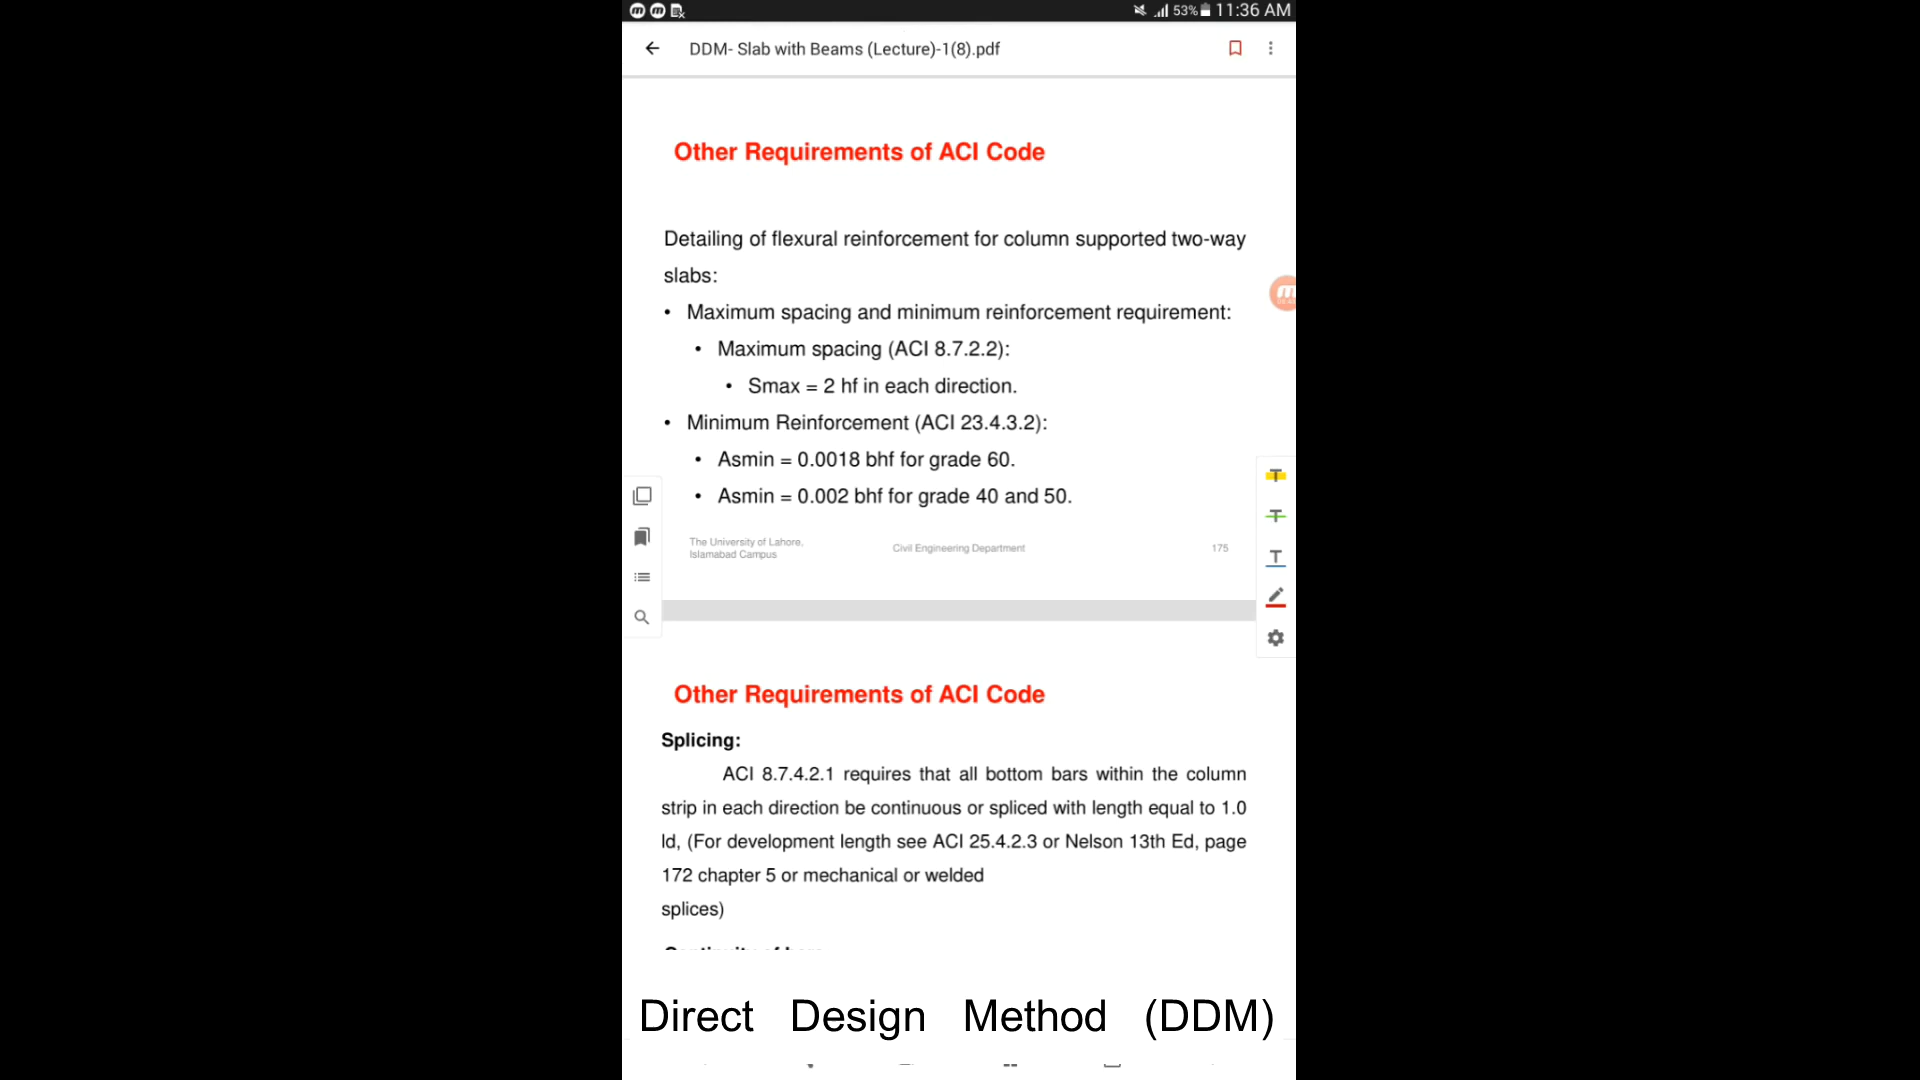 53% 11:36 AM
DDM- Slab with Beams (Lecture)-1(8).pdf
Other Requirements of ACI Code
Detailing of flexural reinforcement for column supported two-way
slabs:
• Maximum spacing and minimum reinforcement requirement:
• Maximum spacing (ACI 8.7.2.2):
• Smax = 2 hf in each direction.
• Minimum Reinforcement (ACI 23.4.3.2):
• Asmin = 0.0018 bhf for grade 60.
• Asmin = 0.002 bhf for grade 40 and 50.
The University of Lahore,
Islamabad Campus
Civil Engineering Department
175
Other Requirements of ACI Code
Splicing:
ACI 8.7.4.2.1 requires that all bottom bars within the column
strip in each direction be continuous or spliced with length equal to 1.0
ld, (For development length see ACI 25.4.2.3 or Nelson 13th Ed, page
172 chapter 5 or mechanical or welded
splices)
Direct Design Method (DDM)